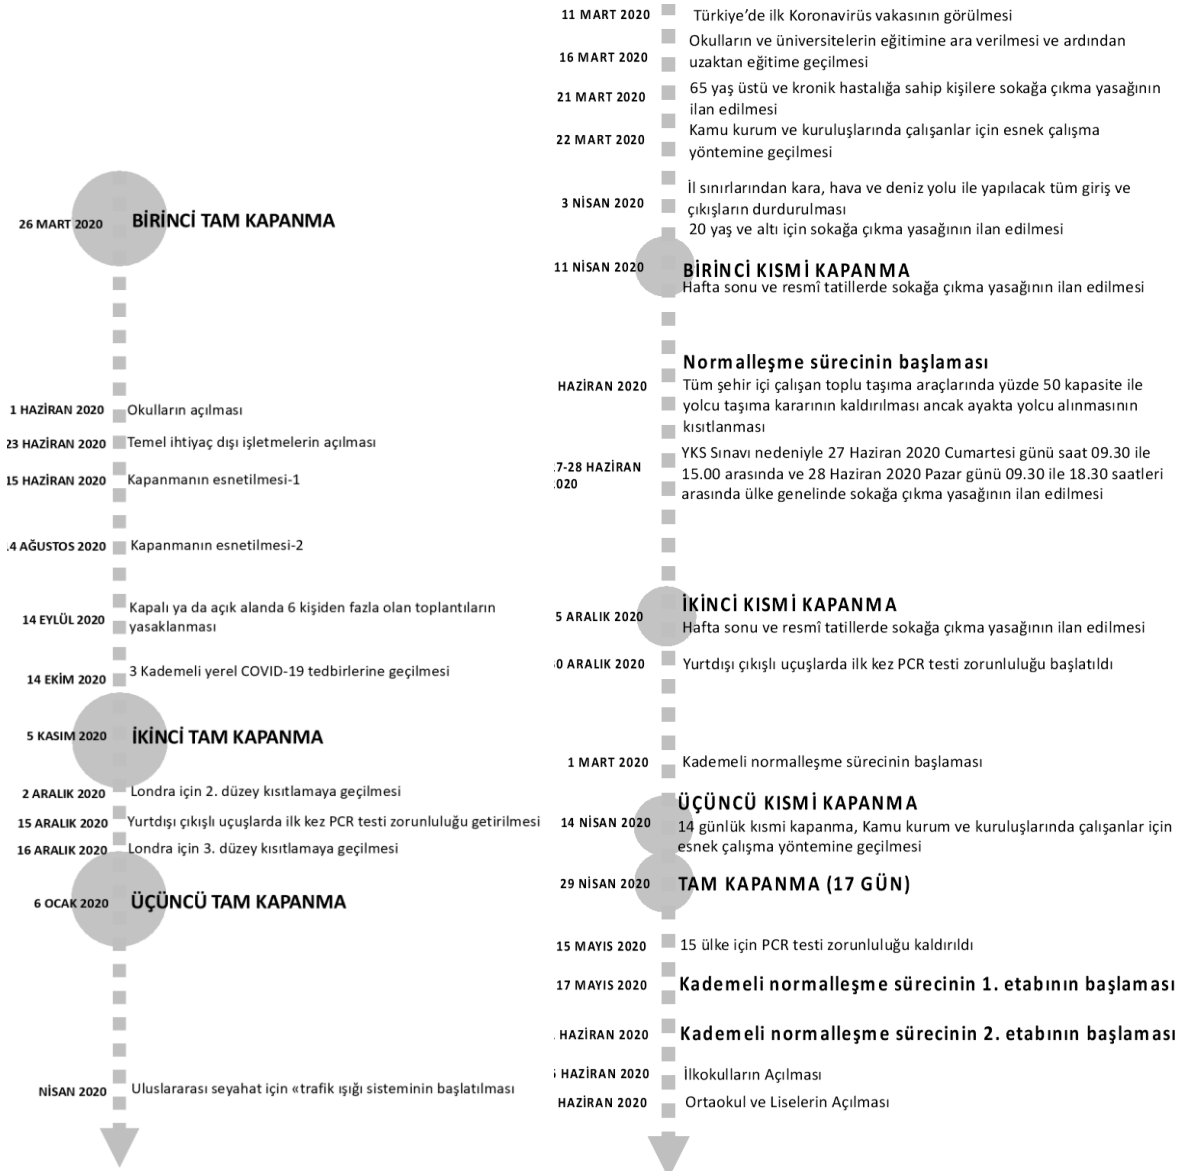 26 MART 2020
BİRİNCİ TAM KAPANMA
1 HAZİRAN 2020
Okulların açılması
23 HAZİRAN 2020
Temel ihtiyaç dışı işletmelerin açılması
15 HAZİRAN 2020
Kapanmanın esnetilmesi-1
4 AĞUSTOS 2020
Kapanmanın esnetilmesi-2
14 EYLÜL 2020
Kapalı ya da açık alanda 6 kişiden fazla olan toplantıların
yasaklanması
14 EKİM 2020
3 Kademeli yerel COVID-19 tedbirlerine geçilmesi
5 KASIM 2020
İKİNCİ TAM KAPANMA
2 ARALIK 2020
Londra için 2. düzey kısıtlamaya geçilmesi
15 ARALIK 2020
Yurtdışı çıkışlı uçuşlarda ilk kez PCR testi zorunluluğu getirilmesi
16 ARALIK 2020
Londra için 3. düzey kısıtlamaya geçilmesi
6 OCAK 2020
ÜÇÜNCÜ TAM KAPANMA
NİSAN 2020
Uluslararası seyahat için «trafik ışığı sisteminin başlatılması
11 MART 2020
Türkiye’de ilk Koronavirüs vakasının görülmesi
16 MART 2020
Okulların ve üniversitelerin eğitimine ara verilmesi ve ardından
uzaktan eğitime geçilmesi
21 MART 2020
65 yaş üstü ve kronik hastalığa sahip kişilere sokağa çıkma yasağının
ilan edilmesi
22 MART 2020
Kamu kurum ve kuruluşlarında çalışanlar için esnek çalışma
yöntemine geçilmesi
3 NİSAN 2020
İl sınırlarından kara, hava ve deniz yolu ile yapılacak tüm giriş ve
çıkışların durdurulması
20 yaş ve altı için sokağa çıkma yasağının ilan edilmesi
11 NİSAN 2020
BİRİNCİ KISMİ KAPANMA
Hafta sonu ve resmî tatillerde sokağa çıkma yasağının ilan edilmesi
Normalleşme sürecinin başlaması
HAZİRAN 2020
Tüm şehir içi çalışan toplu taşıma araçlarında yüzde 50 kapasite ile
yolcu taşıma kararının kaldırılması ancak ayakta yolcu alınmasının
kısıtlanması
7-28 HAZİRAN
2020
YKS Sınavı nedeniyle 27 Haziran 2020 Cumartesi günü saat 09.30 ile
15.00 arasında ve 28 Haziran 2020 Pazar günü 09.30 ile 18.30 saatleri
arasında ülke genelinde sokağa çıkma yasağının ilan edilmesi
5 ARALIK 2020
İKİNCİ KISMİ KAPANMA
Hafta sonu ve resmî tatillerde sokağa çıkma yasağının ilan edilmesi
0 ARALIK 2020
Yurtdışı çıkışlı uçuşlarda ilk kez PCR testi zorunluluğu başlatıldı
1 MART 2020
Kademeli normalleşme sürecinin başlaması
14 NİSAN 2020
ÜÇÜNCÜ KISMİ KAPANMA
14 günlük kısmi kapanma, Kamu kurum ve kuruluşlarında çalışanlar için
esnek çalışma yöntemine geçilmesi
29 NİSAN 2020
TAM KAPANMA (17 GÜN)
15 MAYIS 2020
15 ülke için PCR testi zorunluluğu kaldırıldı
17 MAYIS 2020
Kademeli normalleşme sürecinin 1. etabının başlaması
HAZİRAN 2020
Kademeli normalleşme sürecinin 2. etabının başlaması
HAZİRAN 2020
İlkokulların Açılması
HAZİRAN 2020
Ortaokul ve Liselerin Açılması